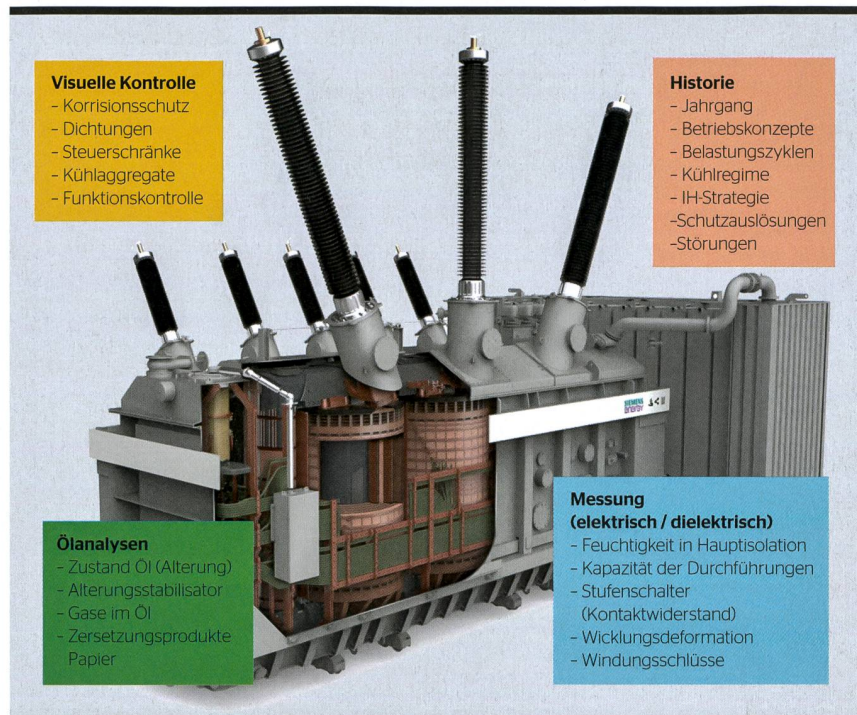 Visuelle Kontrolle
– Korrisionsschutz
– Dichtungen
– Steuerschränke
– Kühlaggregate
– Funktionskontrolle
Historie
– Jahrgang
– Betriebskonzepte
– Belastungszyklen
– Kühlregime
– IH-Strategie
-Schutzauslösungen
-Störungen
SIEMENS
energy
Ölanalysen
– Zustand Öl (Alterung)
– Alterungsstabilisator
– Gase im Öl
– Zersetzungsprodukte
Papier
Messung
(elektrisch / dielektrisch)
– Feuchtigkeit in Hauptisolation
– Kapazität der Durchführungen
– Stufenschalter
(Kontaktwiderstand)
– Wicklungsdeformation
– Windungsschlüsse